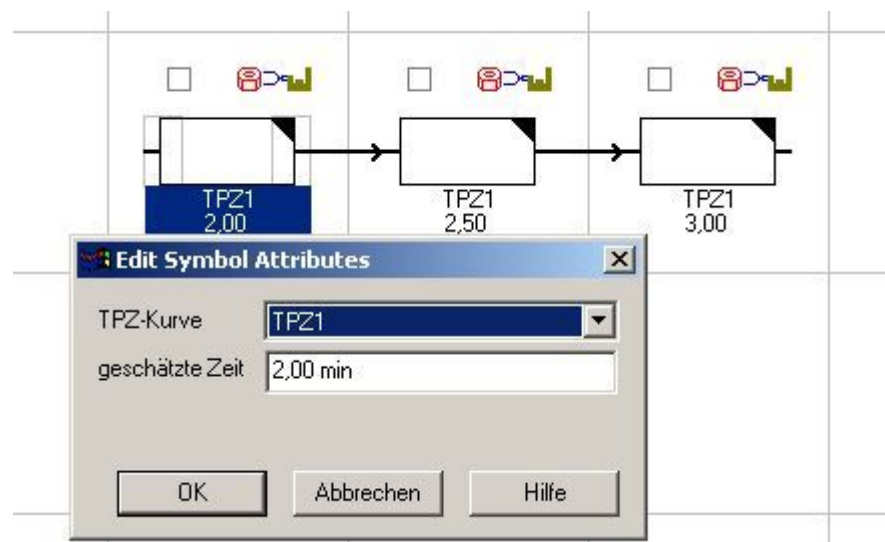 TPZ1
2,00
TPZ1
2,50
TPZ1
3,00
Edit Symbol Attributes
TPZ-Kurve
TPZ1
geschätzte Zeit
2,00 min
OK
Abbrechen
Hilfe